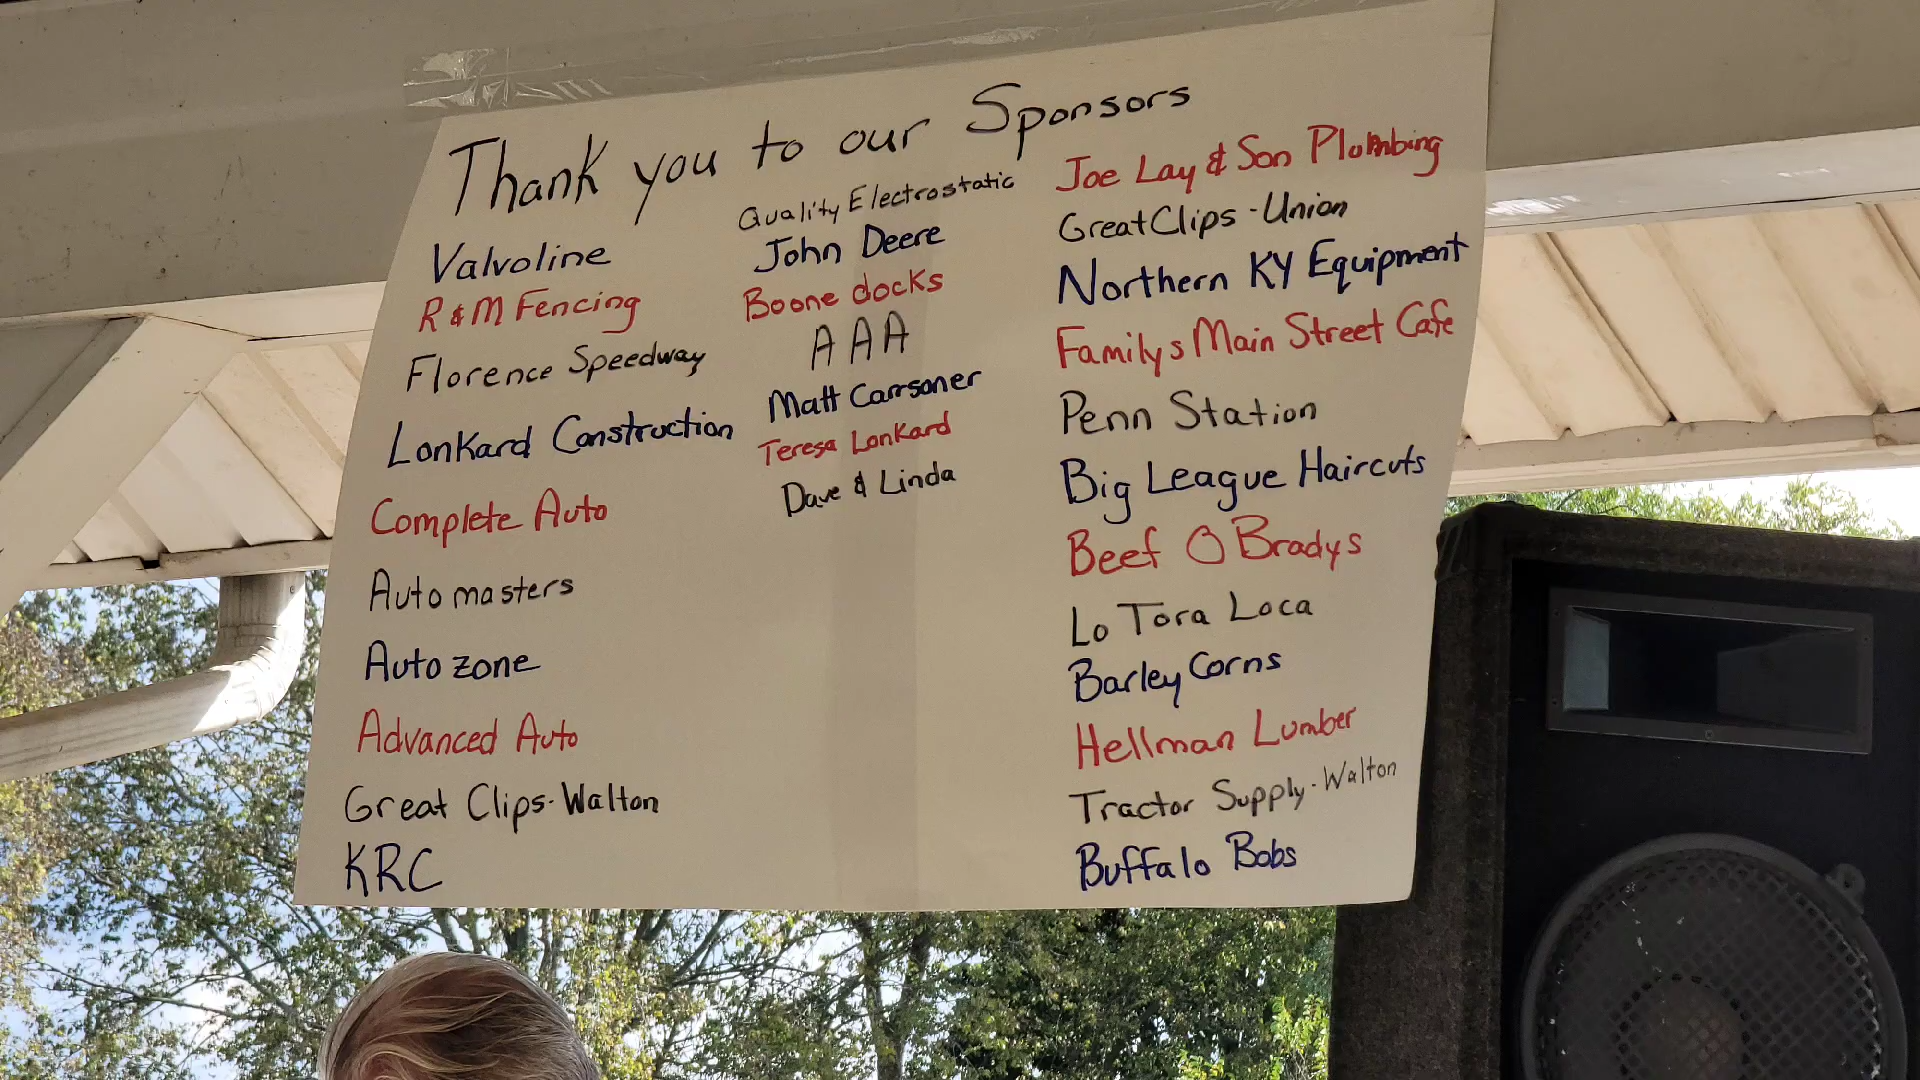 Thank you to our Sponsors
Valvoline
R & M Fencing
Florence Speedway
Lonkard Construction
Complete Auto
Auto masters
Auto zone
Advanced Auto
Great Clips-Walton
KRC
Quality Electrostatic
John Deere
Boone docks
AAA
Matt Carrsoner
Teresa Lonkard
Dave & Linda
Joe Lay & Son Plumbing
Great Clips-Union
Northern KY Equipment
Familys Main Street Cafe
Penn Station
Big League Haircuts
Beef O Bradys
Lo Tora Loca
Barley Corns
Hellman Lumber
Tractor Supply-Walton
Buffalo Bobs